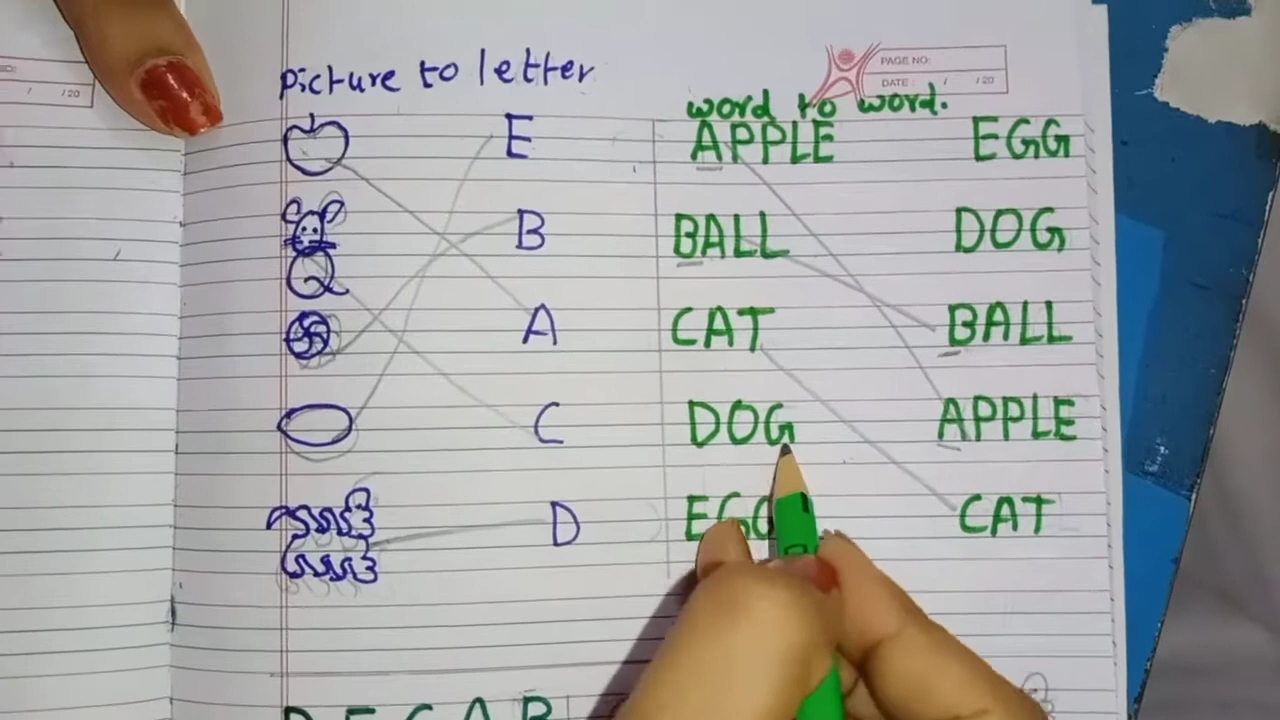 picture to letter
PAGE NO:
DATE: / /20
/ /20
word to word.
E
B
A
C
D
APPLE EGG
BALL DOG
CAT BALL
DOG APPLE
CAT